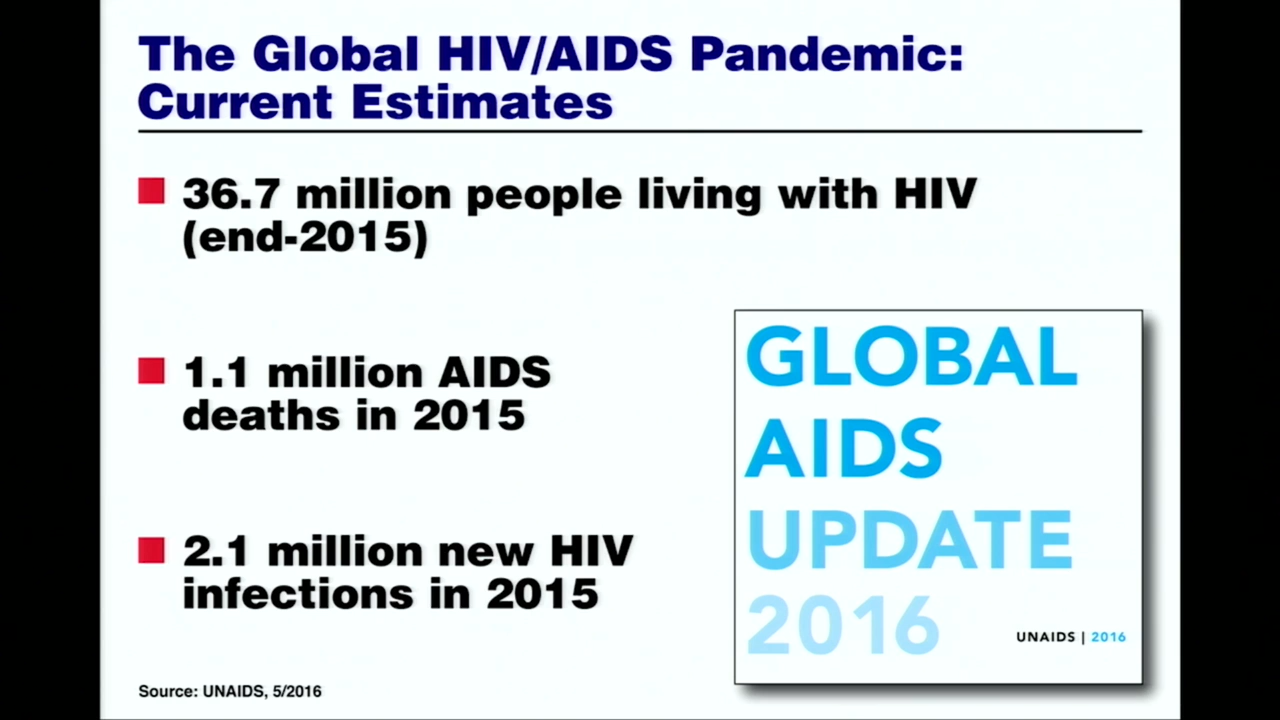 The Global HIV/AIDS Pandemic:
Current Estimates
36.7 million people living with HIV
(end-2015)
1.1 million AIDS
deaths in 2015
2.1 million new HIV
infections in 2015
GLOBAL
AIDS
UPDATE
2016
UNAIDS | 2016
Source: UNAIDS, 5/2016